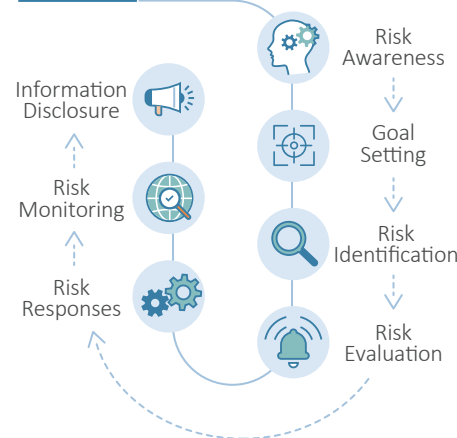 Risk
Awareness
Goal
Setting
Risk
Identification
Risk
Evaluation
Risk
Responses
Risk
Monitoring
Information
Disclosure